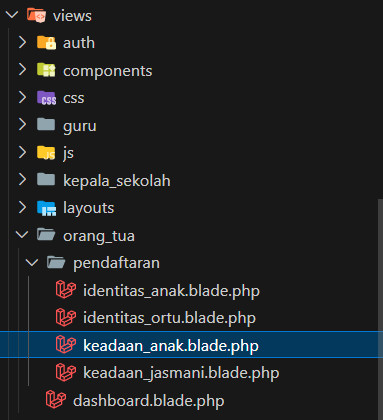 views
auth
components
css
guru
js
kepala_sekolah
layouts
orang_tua
pendaftaran
identitas_anak.blade.php
identitas_ortu.blade.php
keadaan_anak.blade.php
keadaan_jasmani.blade.php
dashboard.blade.php